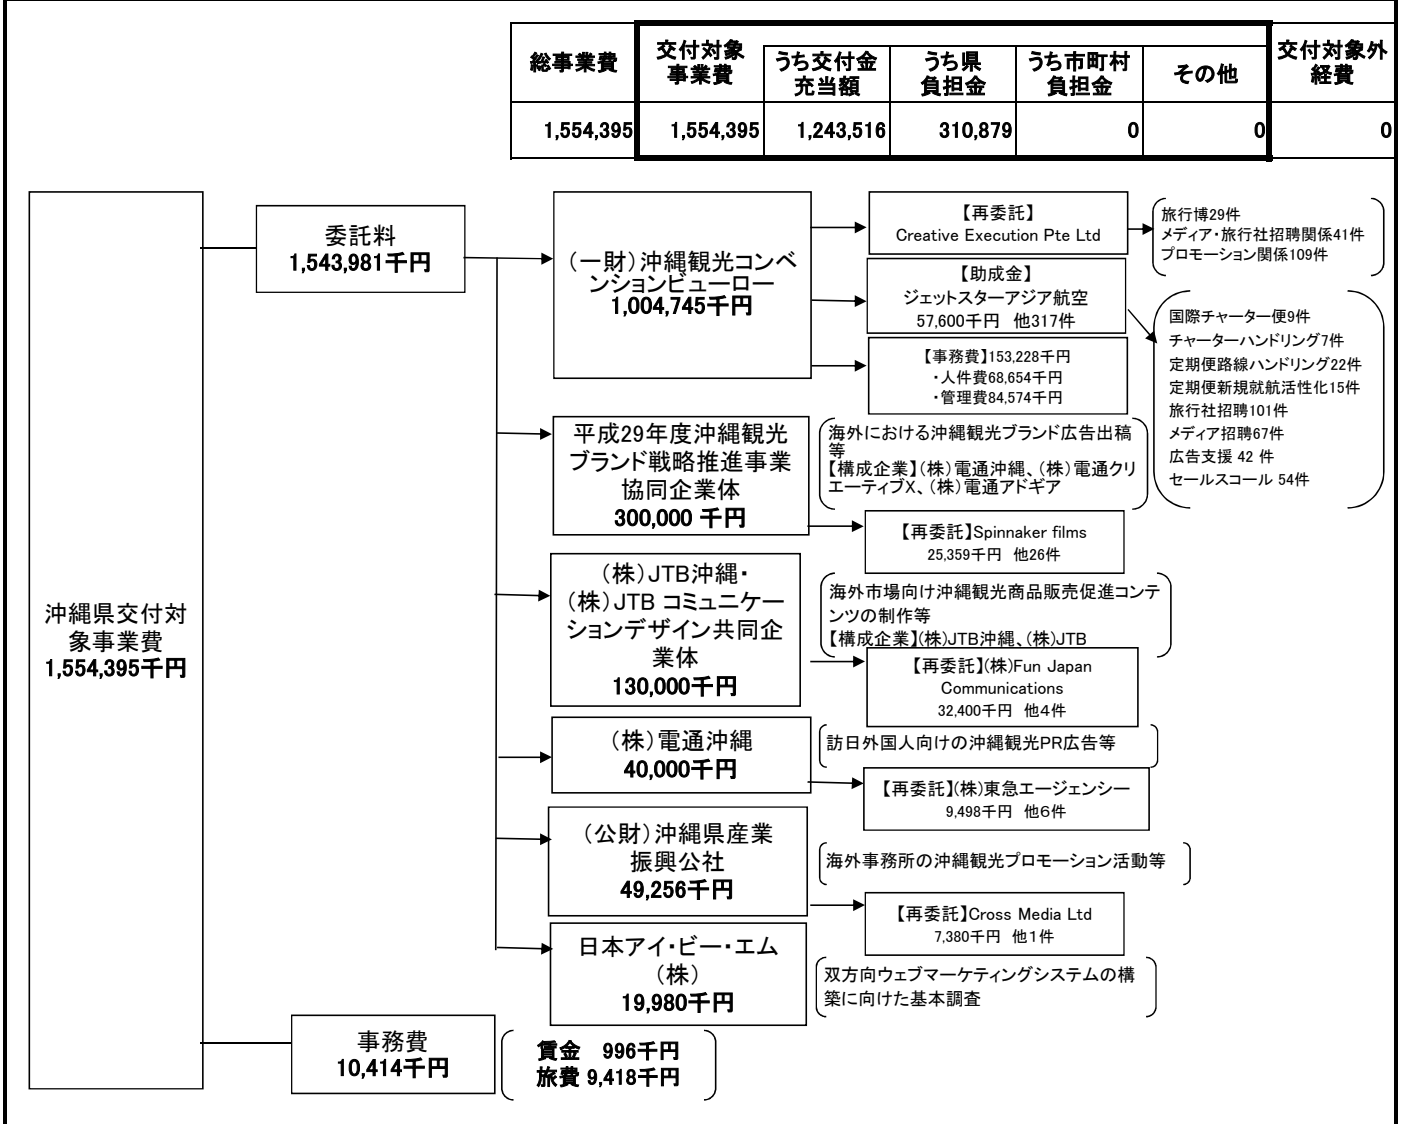 総事業費
交付対象
事業費
うち交付金
充当額
うち県
負担金
うち市町村
負担金
その他
交付対象外
経費
1,554,395
1,554,395
1,243,516
310,879
0
0
0
沖縄県交付対
象事業費
1,554,395千円
委託料
1,543,981千円
(一財)沖縄観光コンベ
ンションビューロー
1,004,745千円
【再委託】
Creative Execution Pte Ltd
旅行博29件
メディア・旅行社招聘関係41件
プロモーション関係109件
【助成金】
ジェットスターアジア航空
57,600千円 他317件
国際チャーター便9件
チャーターハンドリング7件
定期便路線ハンドリング22件
定期便新規就航活性化15件
旅行社招聘101件
メディア招聘67件
広告支援 42 件
セールスコール 54件
【事務費】153,228千円
・人件費68,654千円
・管理費84,574千円
平成29年度沖縄観光
ブランド戦略推進事業
協同企業体
300,000 千円
海外における沖縄観光ブランド広告出稿
等
【構成企業】(株)電通沖縄、(株)電通クリ
エーティブX、(株)電通アドギア
【再委託】Spinnaker films
25,359千円 他26件
(株)JTB沖縄・
(株)JTB コミュニケー
ションデザイン共同企
業体
130,000千円
海外市場向け沖縄観光商品販売促進コンテ
ンツの制作等
【構成企業】(株)JTB沖縄、(株)JTB
【再委託】(株)Fun Japan
Communications
32,400千円 他4件
(株)電通沖縄
40,000千円
訪日外国人向けの沖縄観光PR広告等
【再委託】(株)東急エージェンシー
9,498千円 他6件
(公財)沖縄県産業
振興公社
49,256千円
海外事務所の沖縄観光プロモーション活動等
【再委託】Cross Media Ltd
7,380千円 他1件
日本アイ・ビー・エム
(株)
19,980千円
双方向ウェブマーケティングシステムの構
築に向けた基本調査
事務費
10,414千円
賃金 996千円
旅費 9,418千円